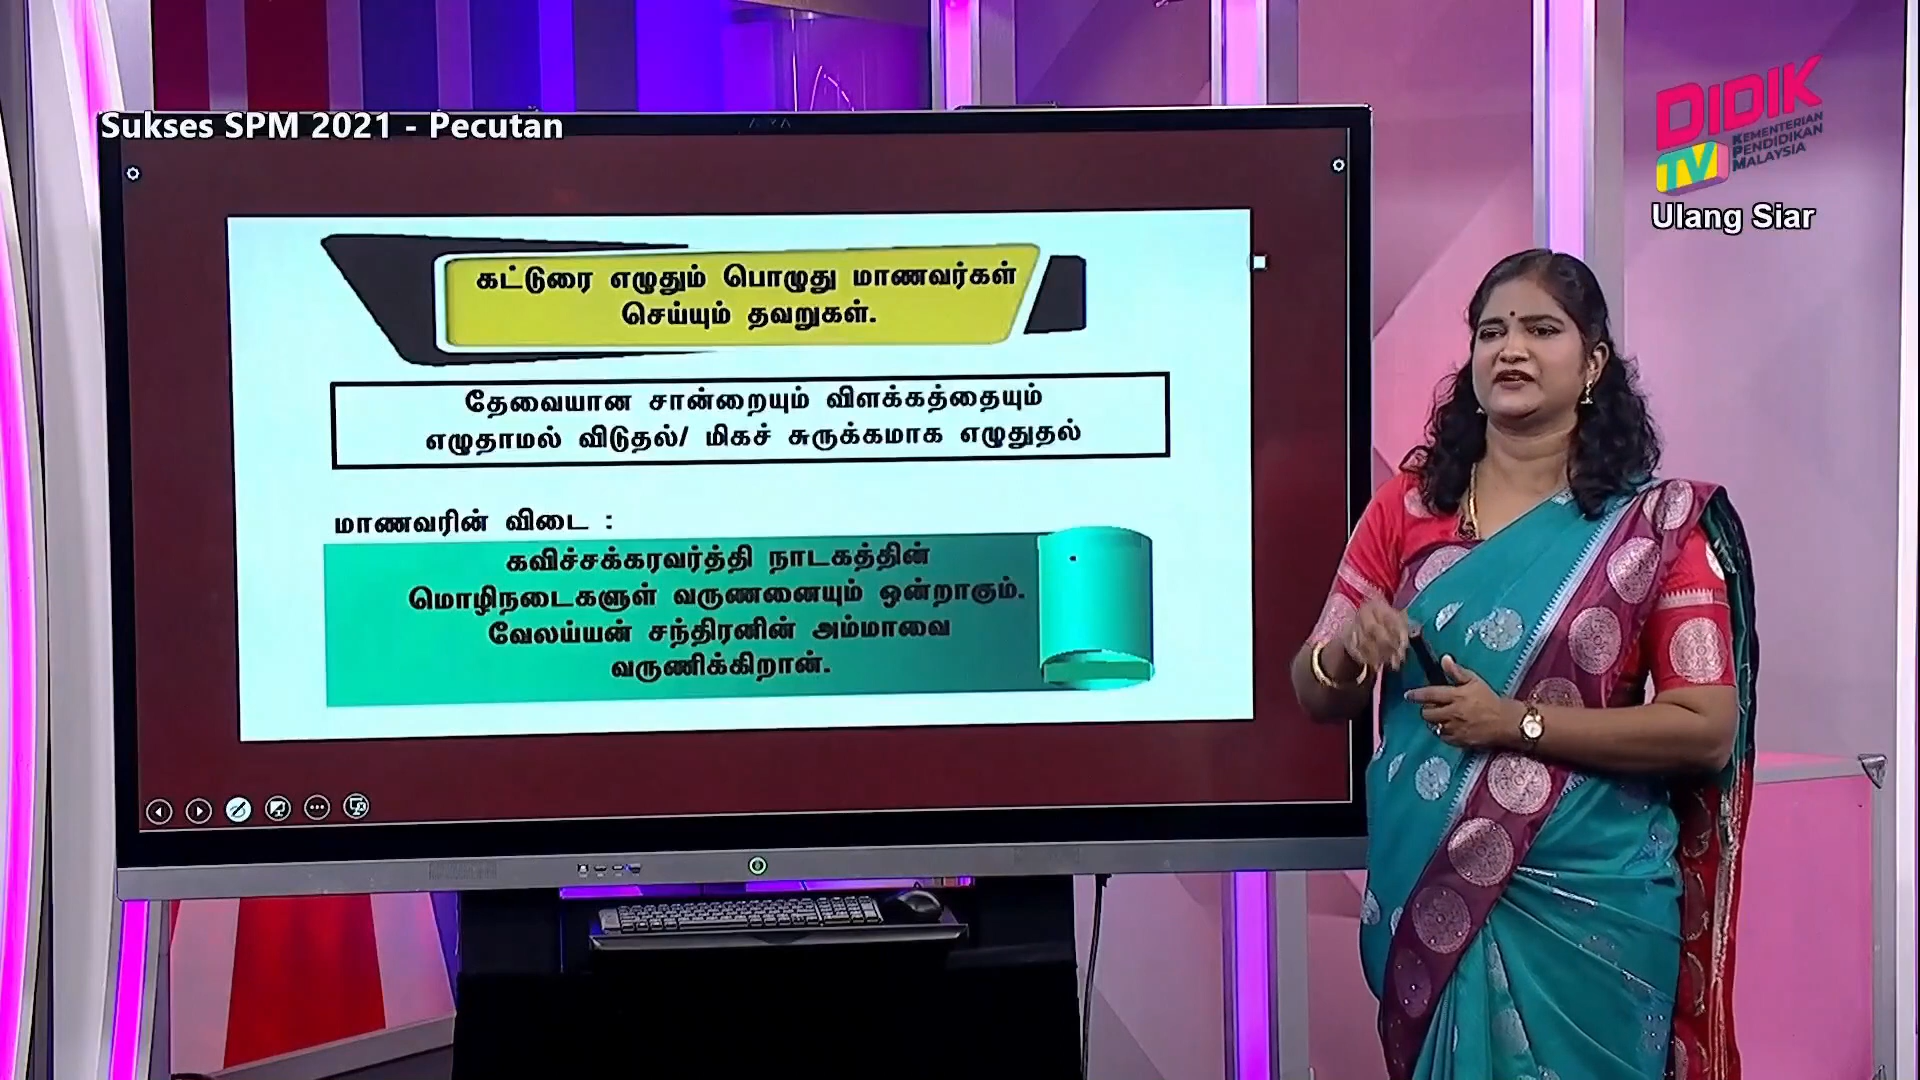 Sukses SPM 2021 - Pecutan
DIDIK
TV
KEMENTERIAN
PENDIDIKAN
MALAYSIA
Ulang Siar
கட்டுரை எழுதும் பொழுது மாணவர்கள்
செய்யும் தவறுகள்.
தேவையான சான்றையும் விளக்கத்தையும்
எழுதாமல் விடுதல்/ மிகச் சுருக்கமாக எழுதுதல்
மாணவரின் விடை :
கவிச்சக்கரவர்த்தி நாடகத்தின்
மொழிநடைகளுள் வருணனையும் ஒன்றாகும்.
வேலய்யன் சந்திரனின் அம்மாவை
வருணிக்கிறான்.